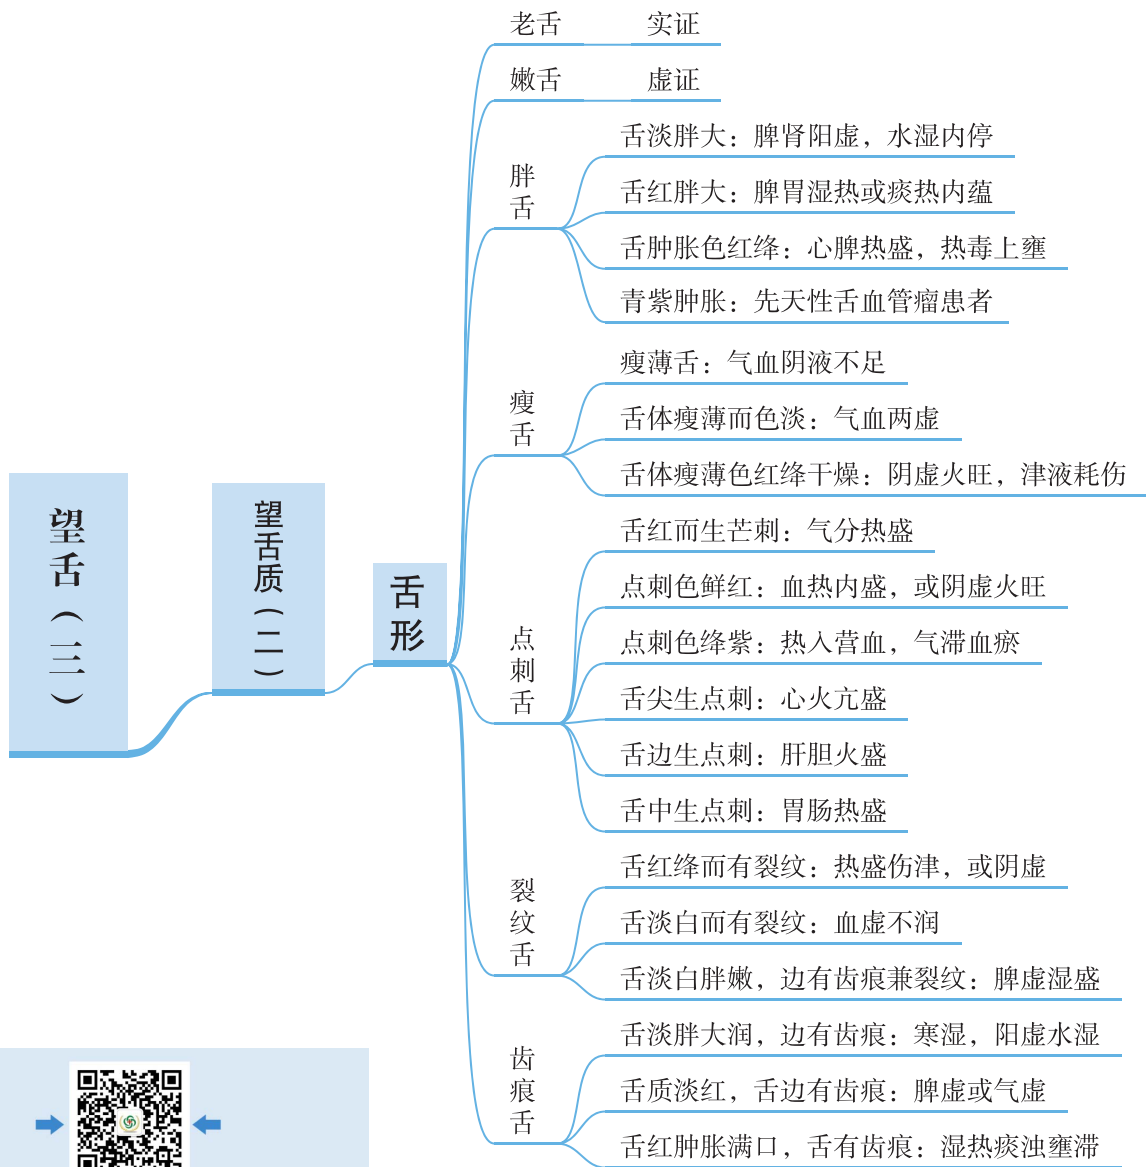 望舌（三）
望舌质（二）
舌形
老舌
实证
嫩舌
虚证
胖舌
舌淡胖大：脾肾阳虚，水湿内停
舌红胖大：脾胃湿热或痰热内蕴
舌肿胀色红绛：心脾热盛，热毒上壅
青紫肿胀：先天性舌血管瘤患者
瘦舌
瘦薄舌：气血阴液不足
舌体瘦薄而色淡：气血两虚
舌体瘦薄色红绛干燥：阴虚火旺，津液耗伤
点刺舌
舌红而生芒刺：气分热盛
点刺色鲜红：血热内盛，或阴虚火旺
点刺色绛紫：热入营血，气滞血瘀
舌尖生点刺：心火亢盛
舌边生点刺：肝胆火盛
舌中生点刺：胃肠热盛
裂纹舌
舌红绛而有裂纹：热盛伤津，或阴虚
舌淡白而有裂纹：血虚不润
舌淡白胖嫩，边有齿痕兼裂纹：脾虚湿盛
齿痕舌
舌淡胖大润，边有齿痕：寒湿，阳虚水湿
舌质淡红，舌边有齿痕：脾虚或气虚
舌红肿胀满口，舌有齿痕：湿热痰浊壅滞